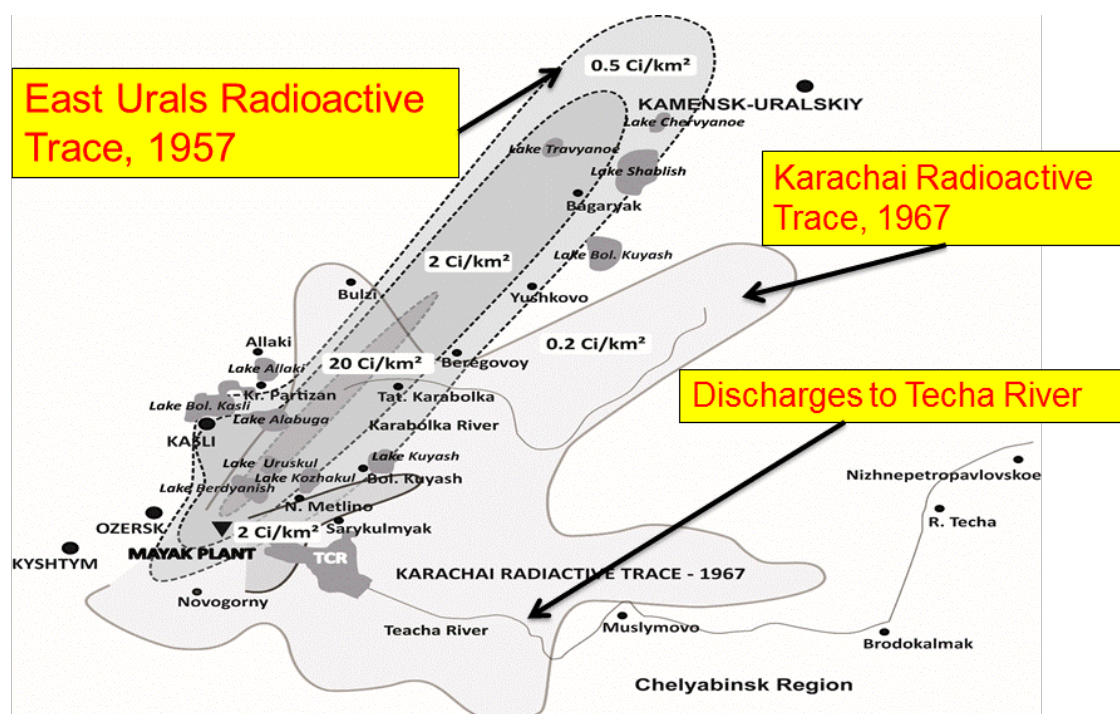 0.5 Ci/km²
East Urals Radioactive
Trace, 1957
KAMENSK-URALSKIY
Lake Chervyanoe
Lake Travyanoe
Lake Shablish
Karachai Radioactive
Trace, 1967
Bagaryak
2 Ci/km²
Lake Bol. Kuyash
Bulzi
Yushkovo
Allaki
0.2 Ci/km²
20 Ci/km²
Beregovoy
Lake Allaki
Kr. Partizan
Tat. Karabolka
Discharges to Techa River
Lake Bol. Kasli
Lake Alabuga
Karabolka River
KASLI
Lake Uruskul
Lake Kuyash
Lake Kozhakul
Bol. Kuyash
Nizhnepetropavlovskoe
Lake Berdyanish
N. Metlino
OZERSK
Sarykulmyak
R. Techa
2 Ci/km²
MAYAK PLANT
TCR
KYSHTYM
KARACHAI RADIACTIVE TRACE - 1967
Novogorny
Teacha River
Muslymovo
Brodokalmak
Chelyabinsk Region